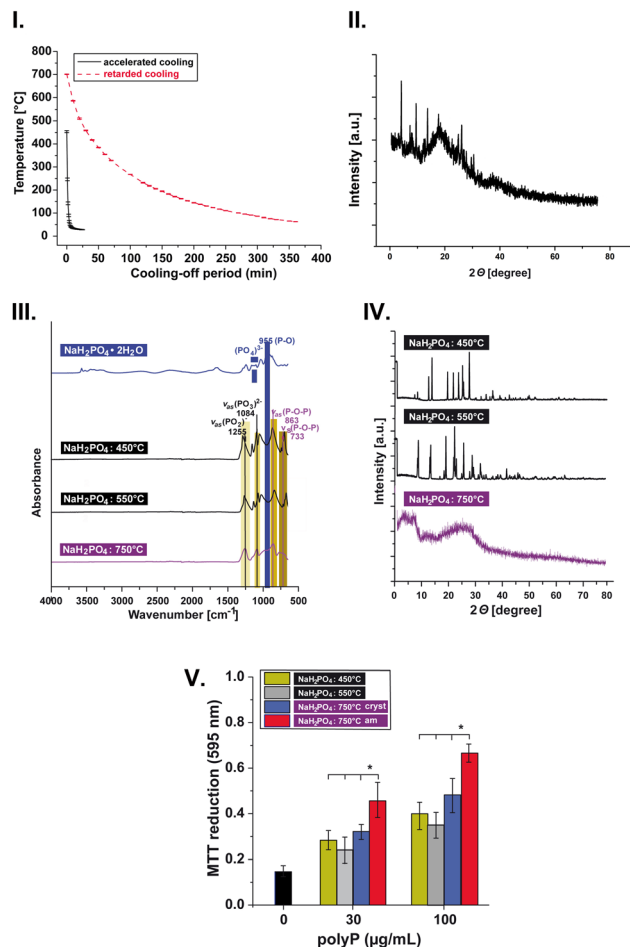 I.
accelerated cooling
retarded cooling
Temperature [°C]
800
700
600
500
400
300
200
100
0
0 50 100 150 200 250 300 350 400
Cooling-off period (min)
II.
Intensity [a.u.]
0 20 40 60 80
2Θ [degree]
III.
NaH₂PO₄• 2H₂O
955 (P-O)
(PO₄)³⁻
νas(PO₃)²⁻
1084
νas(PO₂)⁻
1255
νas(P-O-P)
863
νs(P-O-P)
733
NaH₂PO₄ : 450°C
NaH₂PO₄ : 550°C
NaH₂PO₄ : 750°C
Absorbance
4000 3500 3000 2500 2000 1500 1000 500
Wavenumber [cm⁻¹]
IV.
NaH₂PO₄ : 450°C
NaH₂PO₄ : 550°C
NaH₂PO₄ : 750°C
Intensity [a.u.]
0 10 20 30 40 50 60 70 80
2Θ [degree]
V.
NaH₂PO₄ : 450°C
NaH₂PO₄ : 550°C
NaH₂PO₄ : 750°C cryst
NaH₂PO₄ : 750°C am
MTT reduction (595 nm)
1.0
0.8
0.6
0.4
0.2
0.0
*
*
0 30 100
polyP (µg/mL)